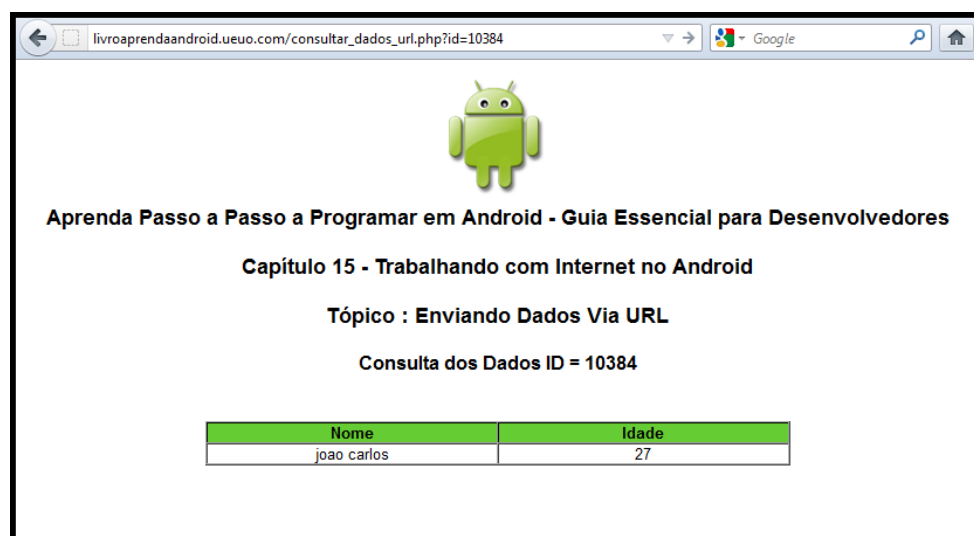 livroaprendaandroid.ueuo.com/consultar_dados_url.php?id=10384
Google
Aprenda Passo a Passo a Programar em Android - Guia Essencial para Desenvolvedores
Capítulo 15 - Trabalhando com Internet no Android
Tópico : Enviando Dados Via URL
Consulta dos Dados ID = 10384
Nome Idade
joao carlos 27